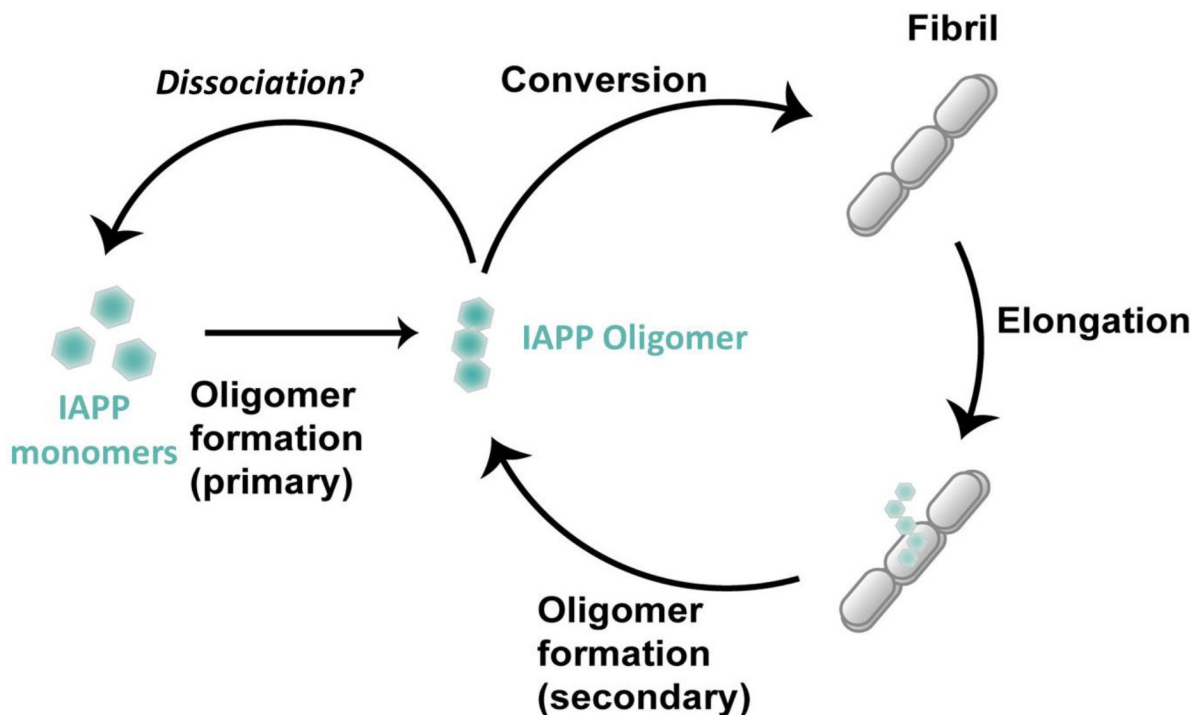 Fibril
Dissociation?
Conversion
Elongation
IAPP Oligomer
IAPP
monomers
Oligomer
formation
(primary)
Oligomer
formation
(secondary)